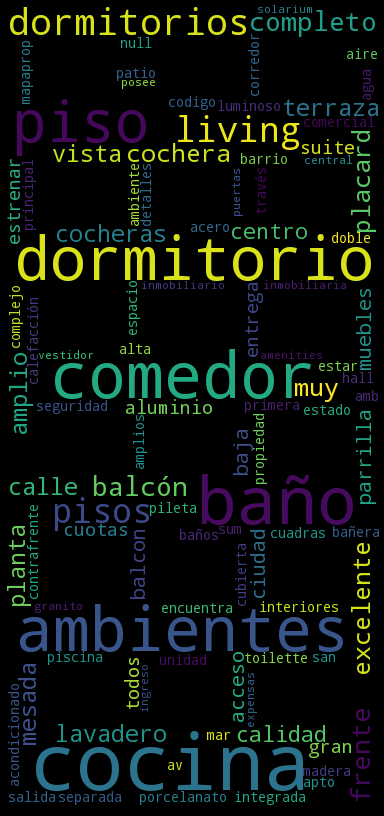 solarium
dormitorios completo
null
corredor
aire
mapaprop
patio
posee
agua
codigo luminoso terraza
piso
living comercial
suite
placard
vista cochera barrio central
estrenar
principal
ambiente
detalles
puertas
través
acero
cocheras centro doble
dormitorio
complejo
calefacción
espacio
inmobiliario inmobiliaria
entrega
muebles
vestidor alta amenities
comedor estar
hall
muy
amb
amplio
seguridad aluminio primera estado
amplios
baja
propiedad
parrilla
calle balcón baño
pisos pileta
cuotas baños sum cuadras bañera
planta
contrafrente
balcon
cubierta
ciudad
excelente
granito encuentra interiores
ambientes
piscina todos unidad acceso toilette san
ingreso
expensas
acondicionado
mesada
lavadero mar calidad
gran
frente
av
cocina madera
apto
salida separada porcelanato integrada